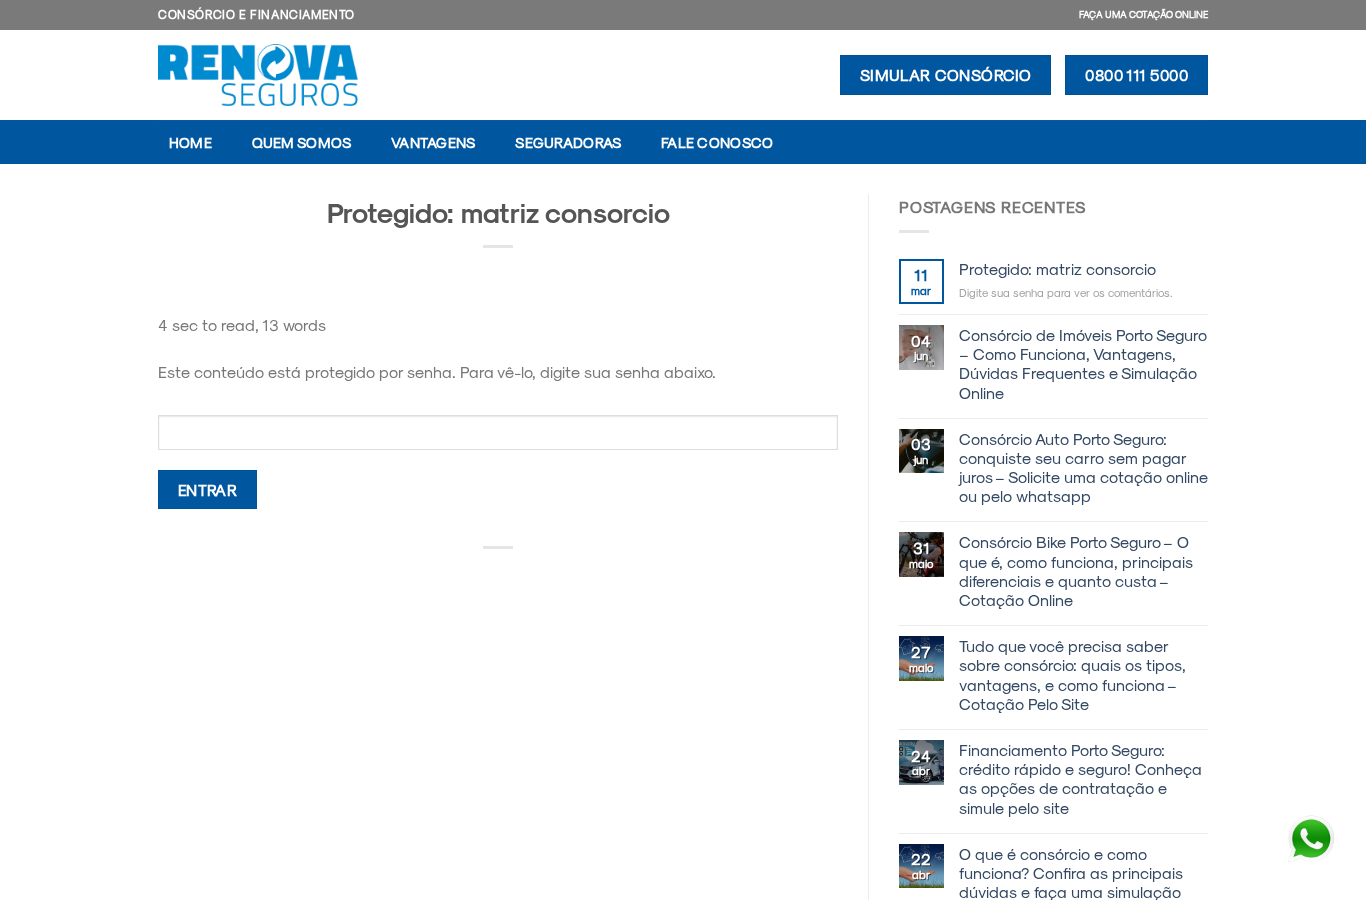 CONSÓRCIO E FINANCIAMENTO
FAÇA UMA COTAÇÃO ONLINE
RENOVA
SEGUROS
SIMULAR CONSÓRCIO
0800 111 5000
HOME
QUEM SOMOS
VANTAGENS
SEGURADORAS
FALE CONOSCO
Protegido: matriz consorcio
4 sec to read, 13 words
Este conteúdo está protegido por senha. Para vê-lo, digite sua senha abaixo.
ENTRAR
POSTAGENS RECENTES
11
mar
Protegido: matriz consorcio
Digite sua senha para ver os comentários.
04
jun
Consórcio de Imóveis Porto Seguro
– Como Funciona, Vantagens,
Dúvidas Frequentes e Simulação
Online
03
jun
Consórcio Auto Porto Seguro:
conquiste seu carro sem pagar
juros – Solicite uma cotação online
ou pelo whatsapp
31
maio
Consórcio Bike Porto Seguro – O
que é, como funciona, principais
diferenciais e quanto custa –
Cotação Online
27
maio
Tudo que você precisa saber
sobre consórcio: quais os tipos,
vantagens, e como funciona –
Cotação Pelo Site
24
abr
Financiamento Porto Seguro:
crédito rápido e seguro! Conheça
as opções de contratação e
simule pelo site
22
abr
O que é consórcio e como
funciona? Confira as principais
dúvidas e faça uma simulação